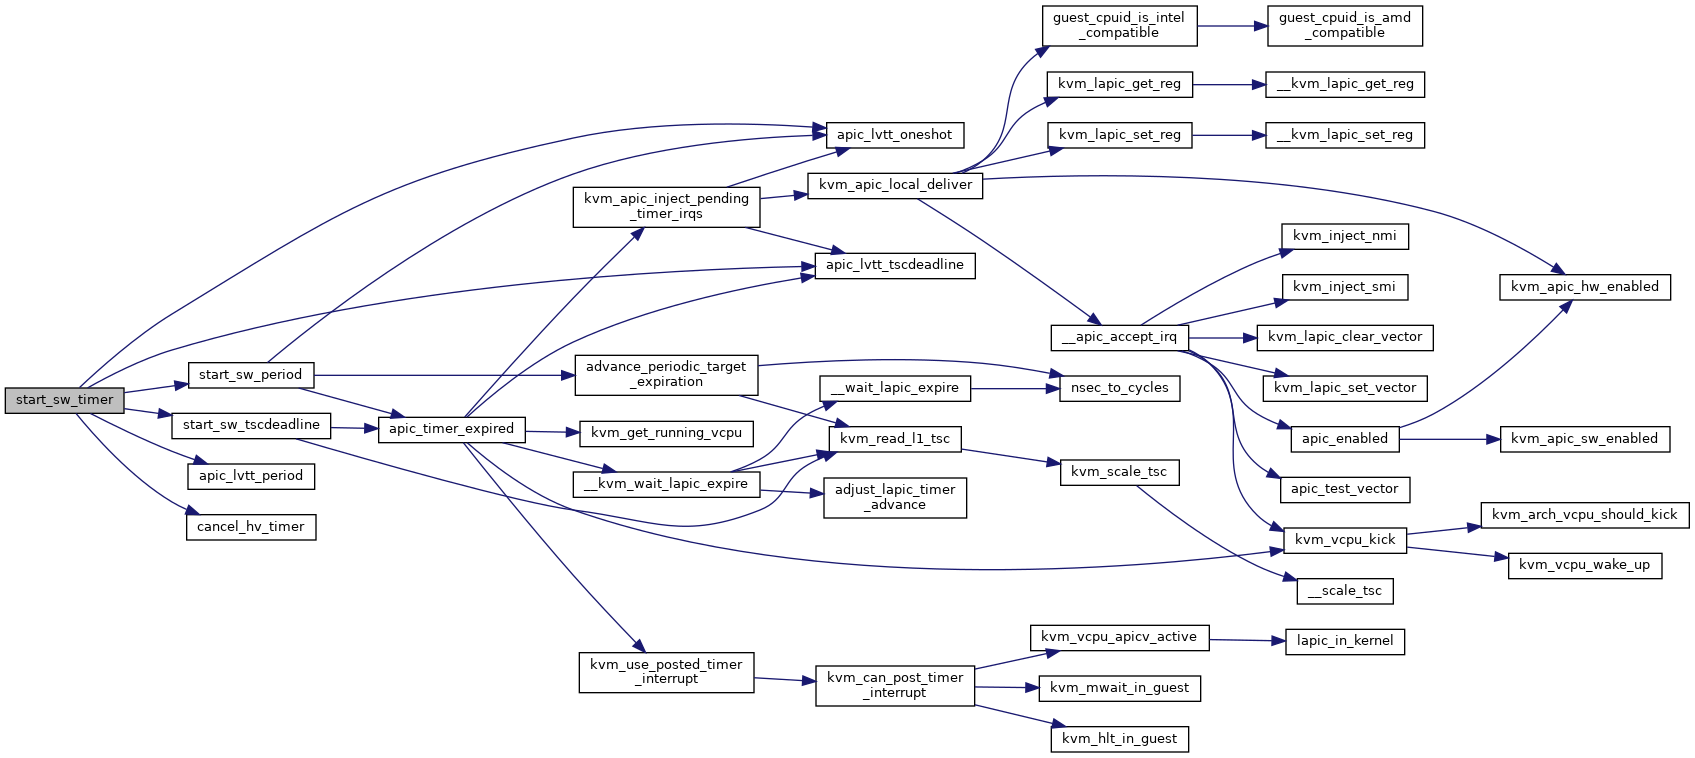 start_sw_timer
start_sw_period
start_sw_tscdeadline
apic_lvtt_period
cancel_hv_timer
apic_timer_expired
kvm_apic_inject_pending
_timer_irqs
advance_periodic_target
_expiration
kvm_get_running_vcpu
__kvm_wait_lapic_expire
kvm_use_posted_timer
_interrupt
apic_lvtt_oneshot
kvm_apic_local_deliver
apic_lvtt_tscdeadline
__wait_lapic_expire
kvm_read_l1_tsc
adjust_lapic_timer
_advance
kvm_can_post_timer
_interrupt
guest_cpuid_is_intel
_compatible
kvm_lapic_get_reg
kvm_lapic_set_reg
__apic_accept_irq
nsec_to_cycles
kvm_scale_tsc
kvm_vcpu_apicv_active
kvm_mwait_in_guest
kvm_hlt_in_guest
guest_cpuid_is_amd
_compatible
__kvm_lapic_get_reg
__kvm_lapic_set_reg
kvm_inject_nmi
kvm_inject_smi
kvm_lapic_clear_vector
kvm_lapic_set_vector
apic_enabled
apic_test_vector
kvm_vcpu_kick
__scale_tsc
lapic_in_kernel
kvm_apic_hw_enabled
kvm_apic_sw_enabled
kvm_arch_vcpu_should_kick
kvm_vcpu_wake_up